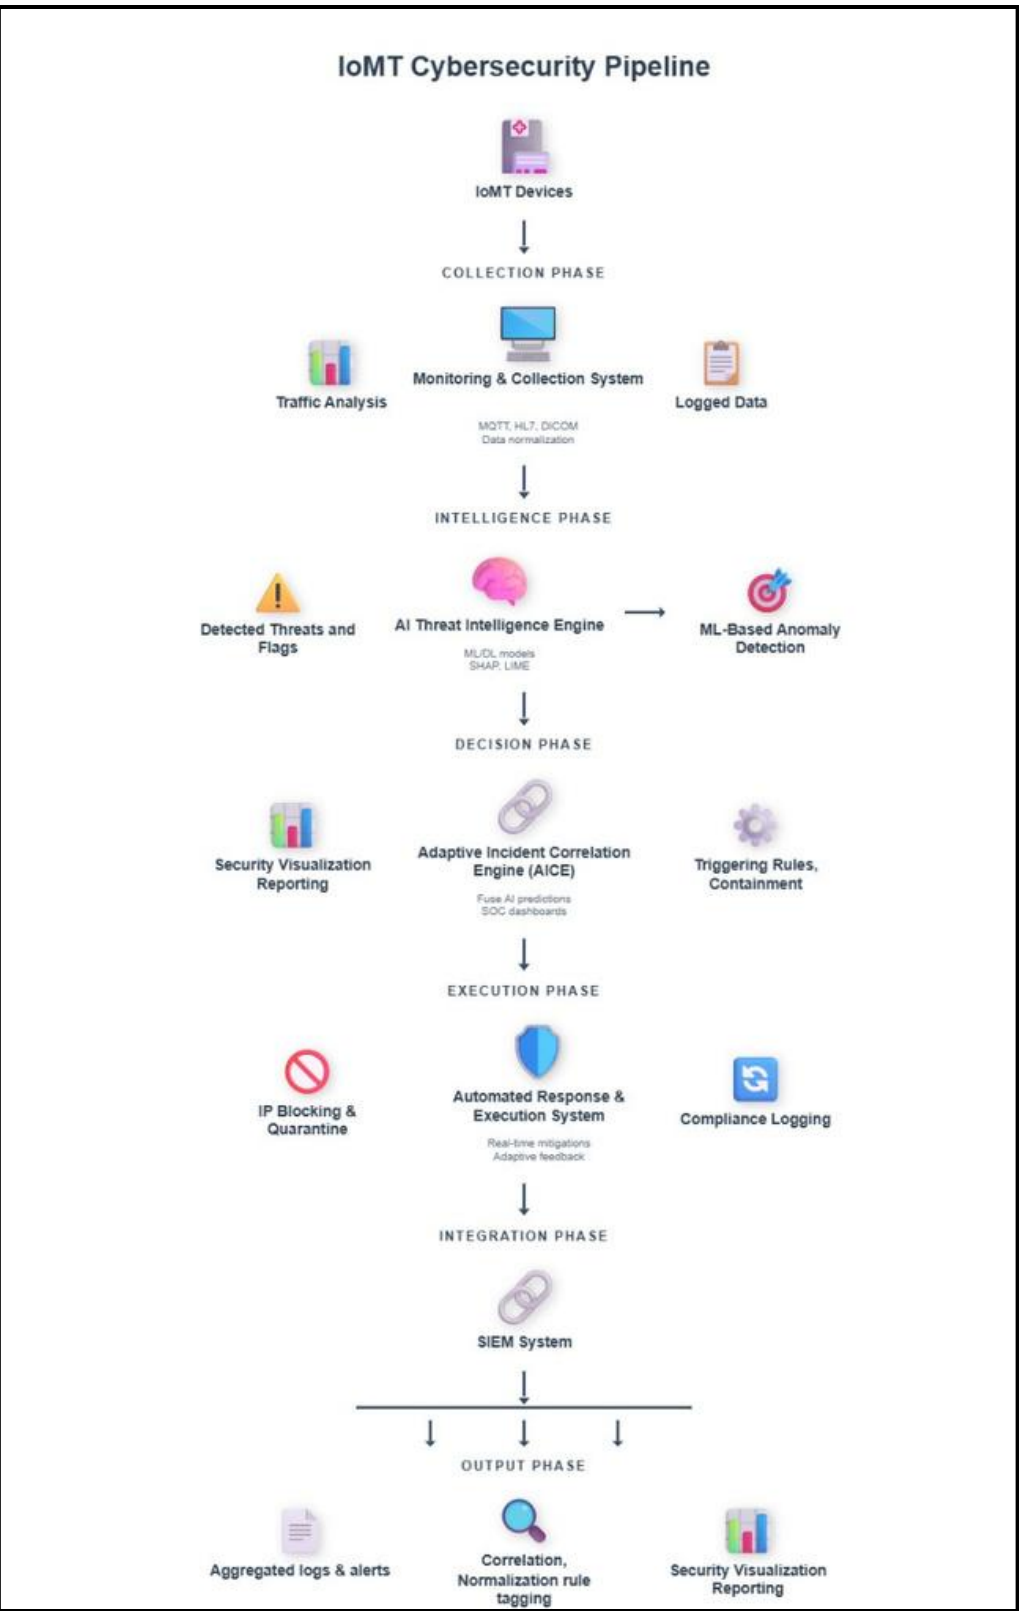 IoMT Cybersecurity Pipeline
IoMT Devices
COLLECTION PHASE
Traffic Analysis
Monitoring & Collection System
MQTT, HL7, DICOM
Data normalization
Logged Data
INTELLIGENCE PHASE
Detected Threats and
Flags
AI Threat Intelligence Engine
ML/DL models
SHAP, LIME
ML-Based Anomaly
Detection
DECISION PHASE
Security Visualization
Reporting
Adaptive Incident Correlation
Engine (AICE)
Fuse AI predictions
SOC dashboards
Triggering Rules,
Containment
EXECUTION PHASE
IP Blocking &
Quarantine
Automated Response &
Execution System
Real-time mitigations
Adaptive feedback
Compliance Logging
INTEGRATION PHASE
SIEM System
OUTPUT PHASE
Aggregated logs & alerts
Correlation,
Normalization rule
tagging
Security Visualization
Reporting